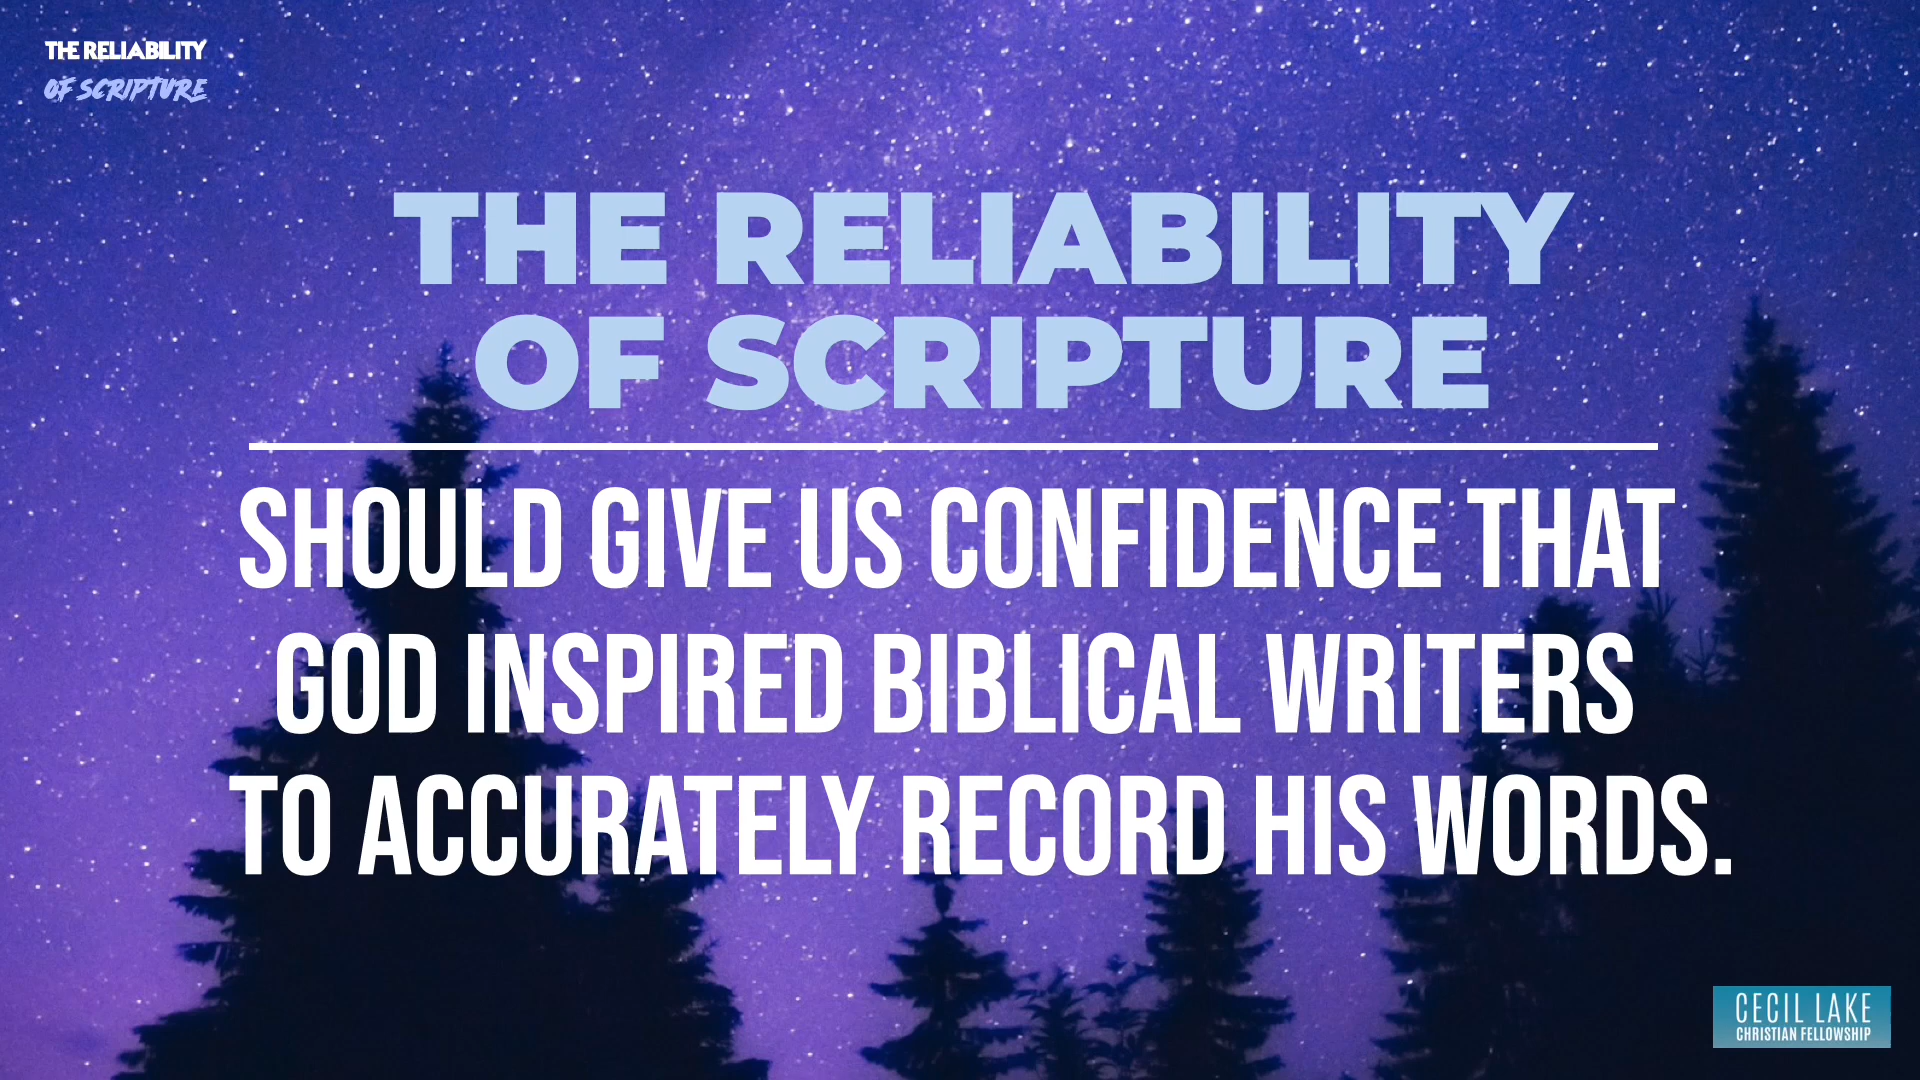 THE RELIABILITY
OF SCRIPTURE
THE RELIABILITY
OF SCRIPTURE
SHOULD GIVE US CONFIDENCE THAT
GOD INSPIRED BIBLICAL WRITERS
TO ACCURATELY RECORD HIS WORDS.
CECIL LAKE
CHRISTIAN FELLOWSHIP